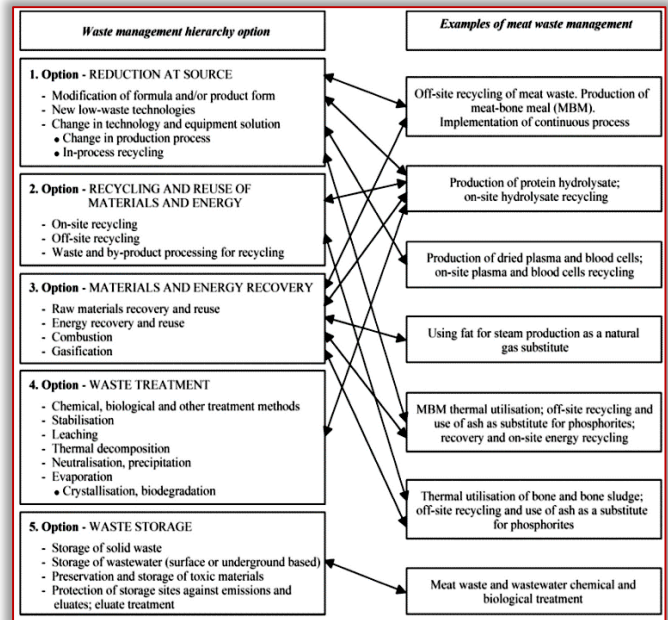 Waste management hierarchy option
1. Option - REDUCTION AT SOURCE
- Modification of formula and/or product form
- New low-waste technologies
- Change in technology and equipment solution
• Change in production process
• In-process recycling
2. Option - RECYCLING AND REUSE OF
MATERIALS AND ENERGY
- On-site recycling
- Off-site recycling
- Waste and by-product processing for recycling
3. Option - MATERIALS AND ENERGY RECOVERY
- Raw materials recovery and reuse
- Energy recovery and reuse
- Combustion
- Gasification
4. Option - WASTE TREATMENT
- Chemical, biological and other treatment methods
- Stabilisation
- Leaching
- Thermal decomposition
- Neutralisation, precipitation
- Evaporation
• Crystallisation, biodegradation
5. Option - WASTE STORAGE
- Storage of solid waste
- Storage of wastewater (surface or underground based)
- Preservation and storage of toxic materials
- Protection of storage sites against emissions and
eluates; eluate treatment
Examples of meat waste management
Off-site recycling of meat waste. Production of
meat-bone meal (MBM).
Implementation of continuous process
Production of protein hydrolysate;
on-site hydrolysate recycling
Production of dried plasma and blood cells;
on-site plasma and blood cells recycling
Using fat for steam production as a natural
gas substitute
MBM thermal utilisation; off-site recycling and
use of ash as substitute for phosphorites;
recovery and on-site energy recycling
Thermal utilisation of bone and bone sludge;
off-site recycling and use of ash as a substitute
for phosphorites
Meat waste and wastewater chemical and
biological treatment